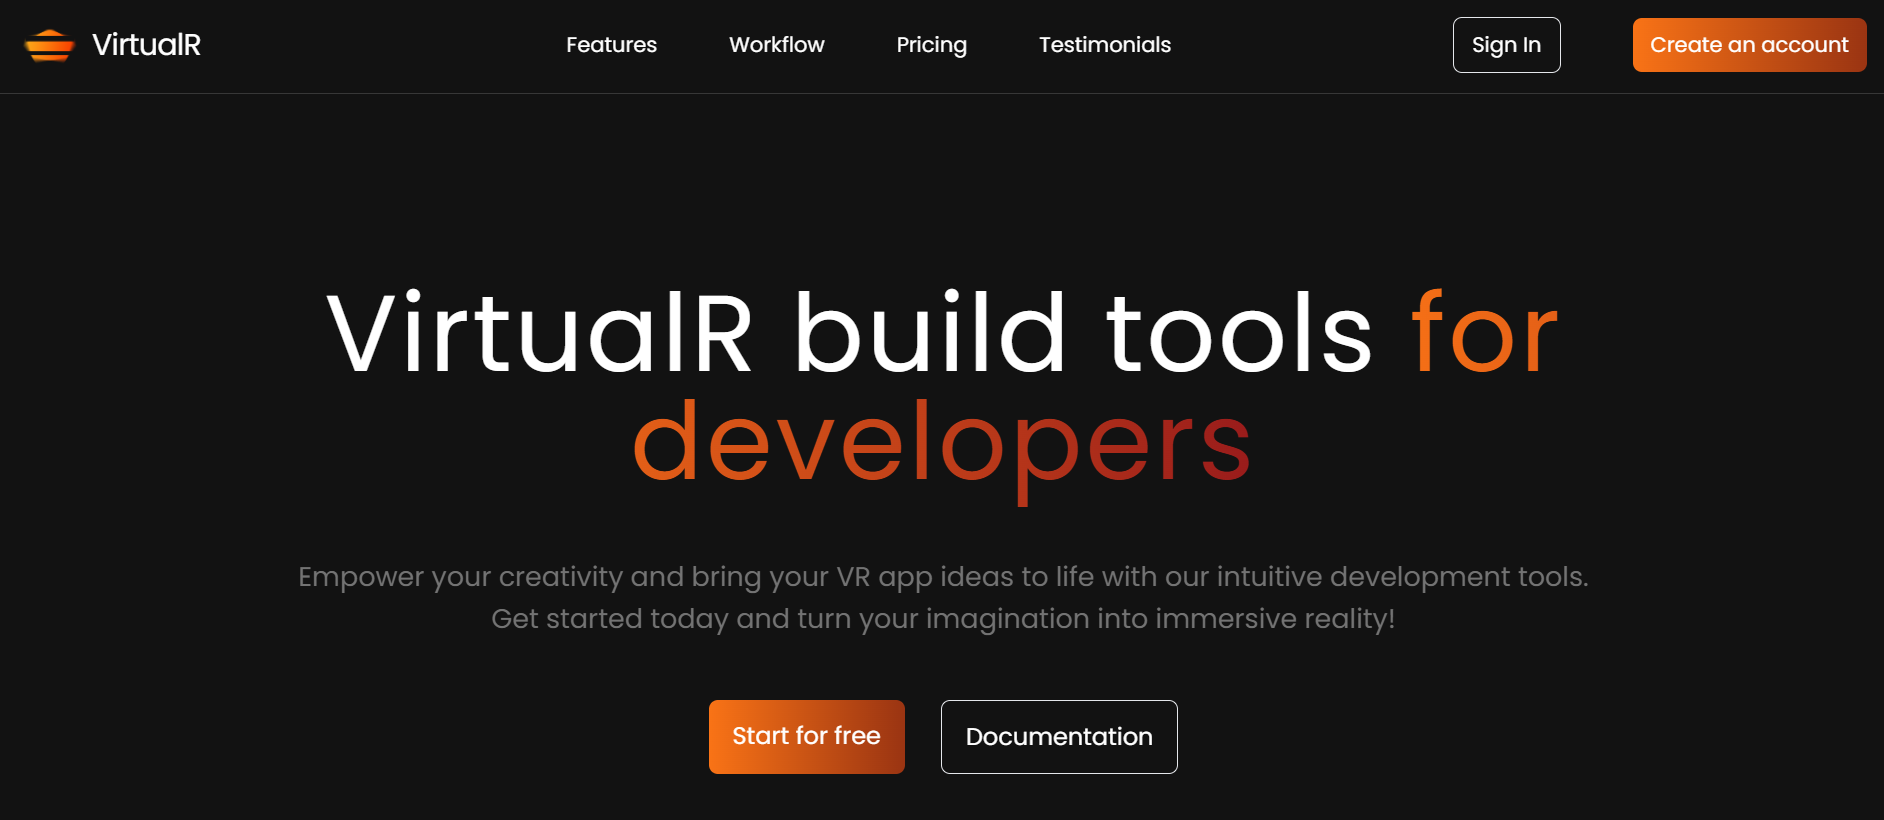 VirtualR
Features
Workflow
Pricing
Testimonials
Sign In
Create an account
VirtualR build tools for
developers
Empower your creativity and bring your VR app ideas to life with our intuitive development tools.
Get started today and turn your imagination into immersive reality!
Start for free
Documentation